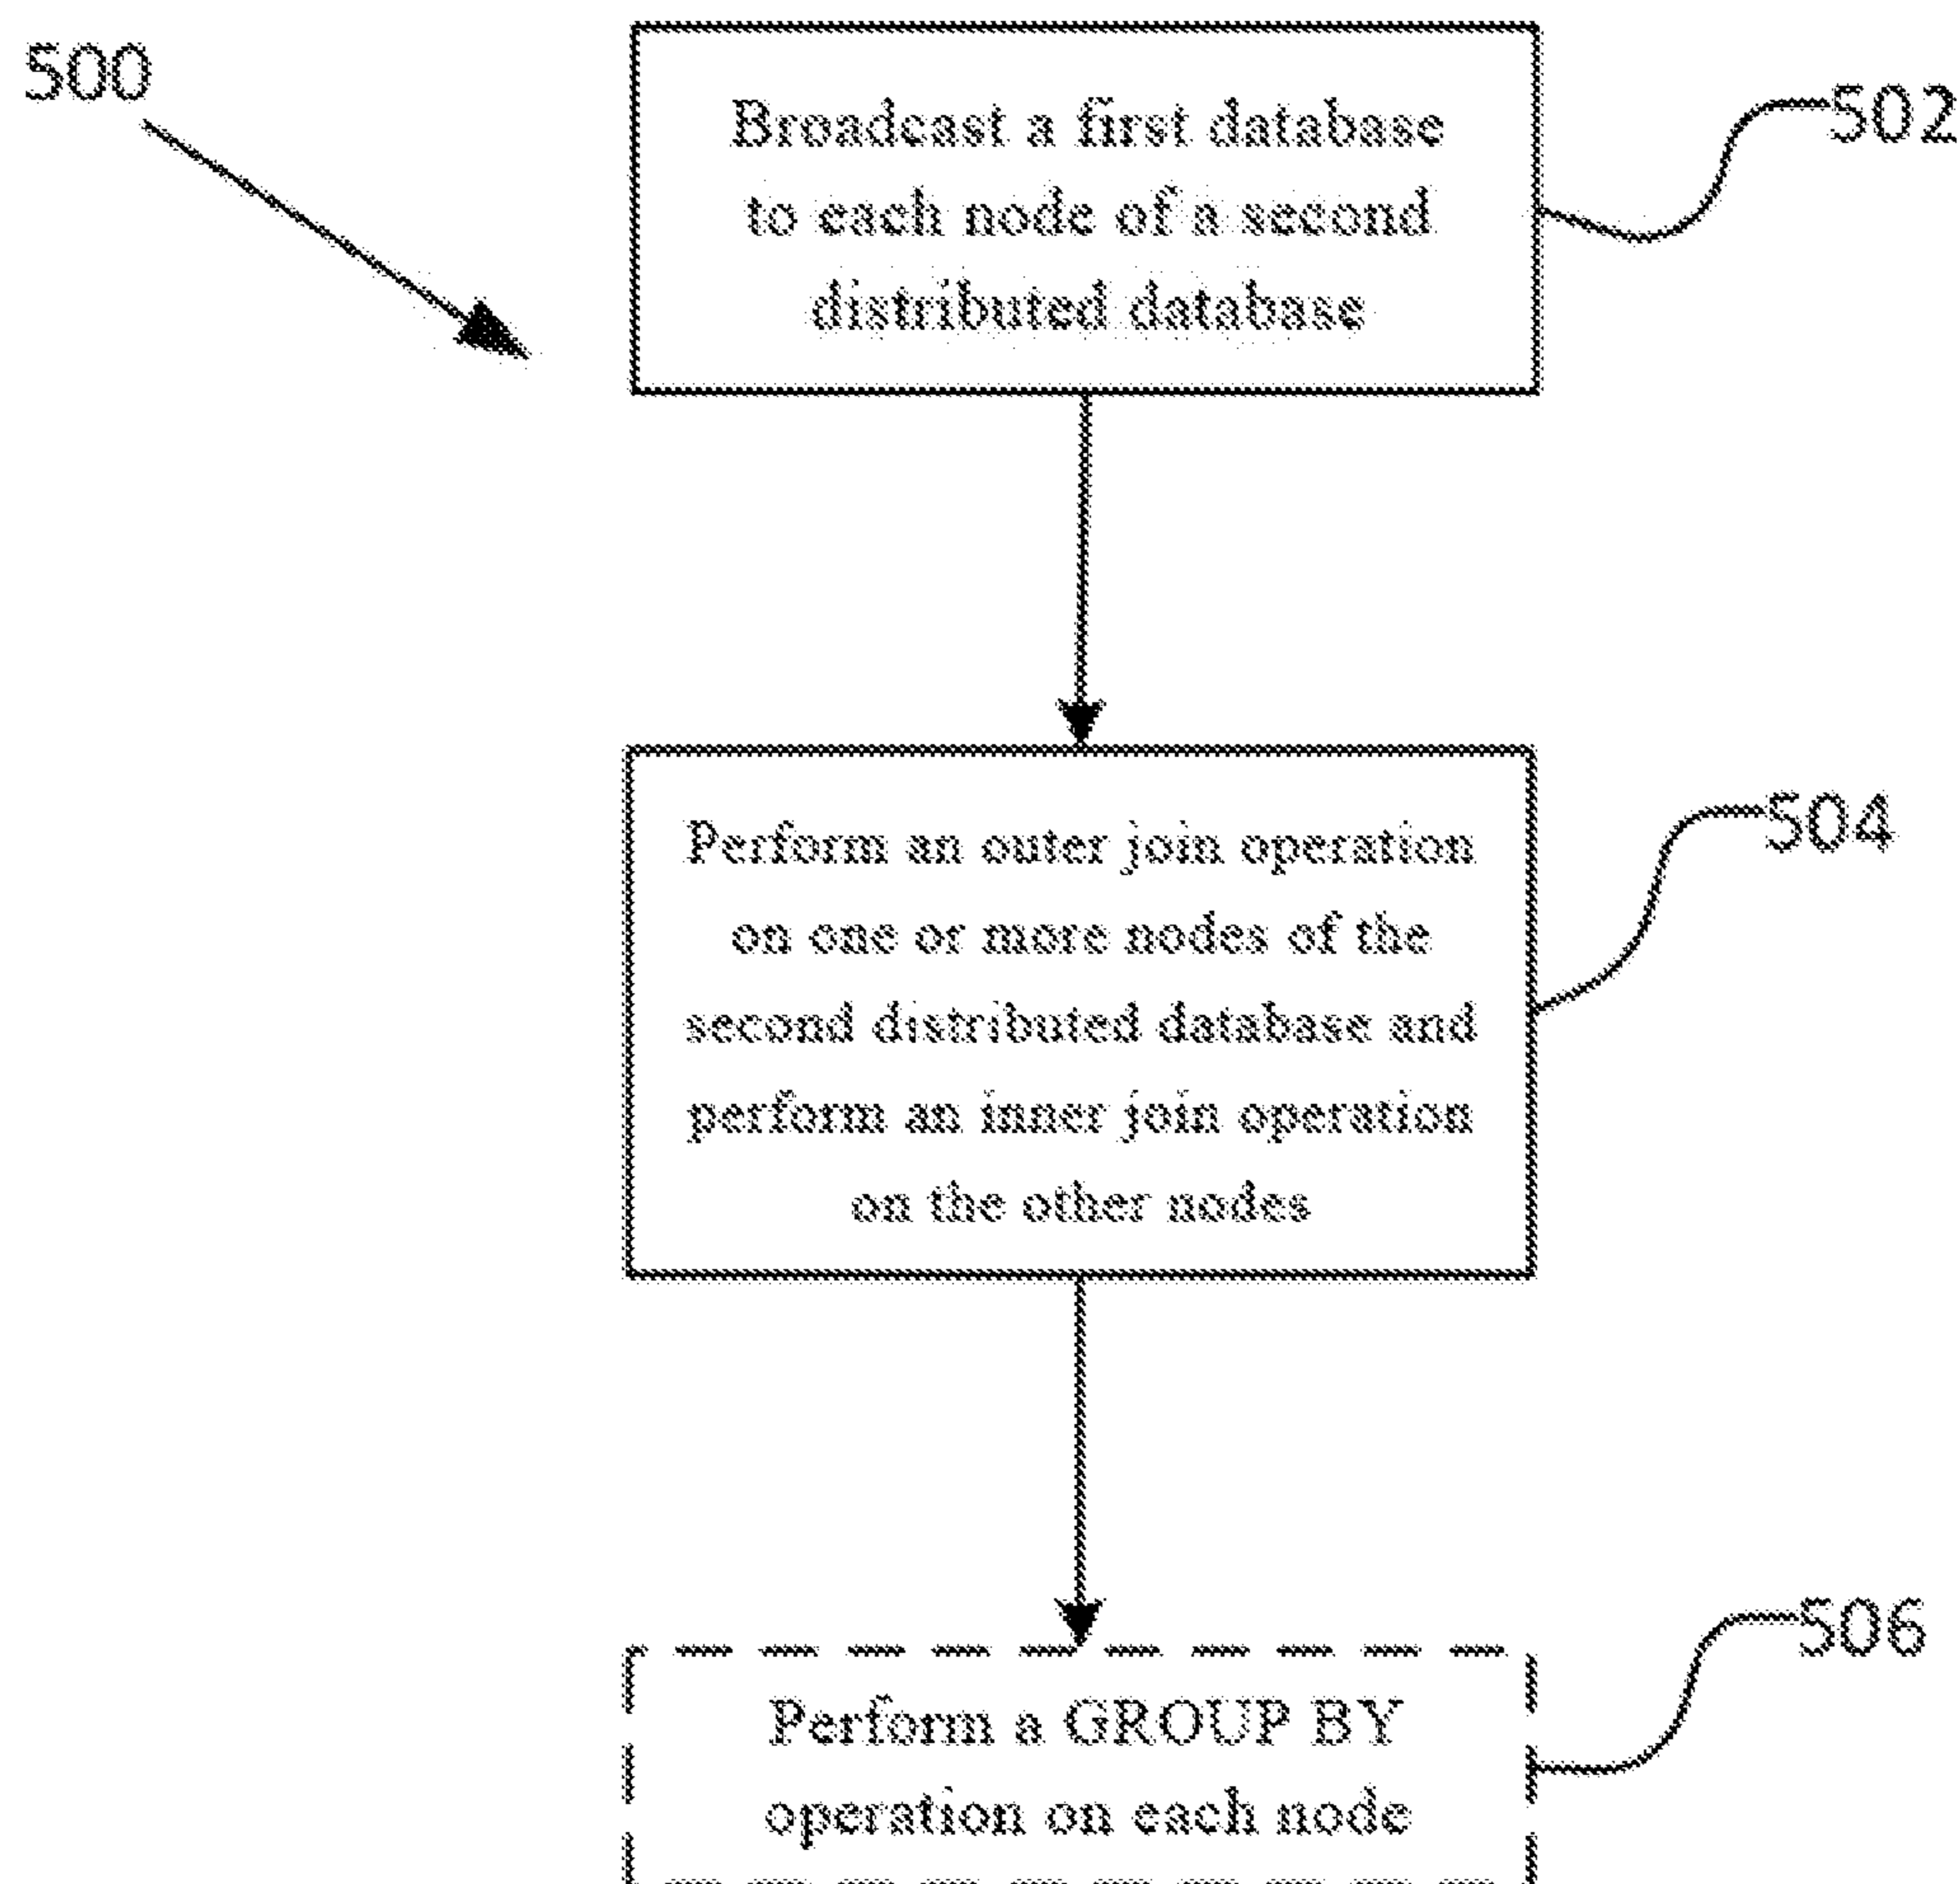 500
Broadcast a first database
to each node of a second
distributed database
502
Perform an outer join operation
on one or more nodes of the
second distributed database and
perform an inner join operation
on the other nodes
504
Perform a GROUP BY
operation on each node
506